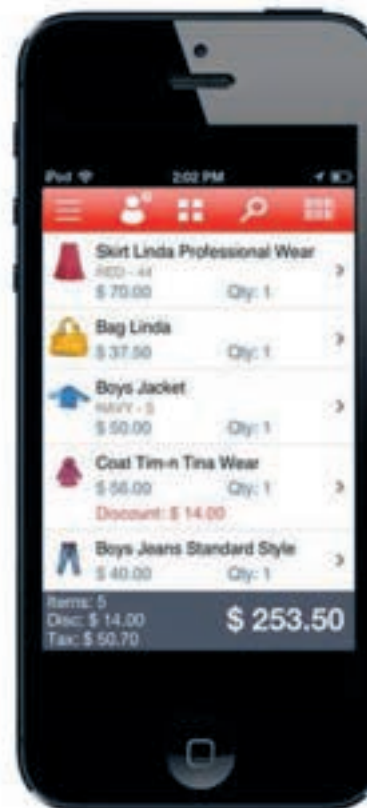 iPod 2:02 PM
Skirt Linda Professional Wear
RED - 44
$ 70.00 Qty: 1
Bag Linda
$ 37.50 Qty: 1
Boys Jacket
NAVY - S
$ 50.00 Qty: 1
Coat Tim-n Tina Wear
$ 56.00 Qty: 1
Discount: $ 14.00
Boys Jeans Standard Style
$ 40.00 Qty: 1
Items: 5
Disc: $ 14.00
Tax: $ 50.70
$ 253.50